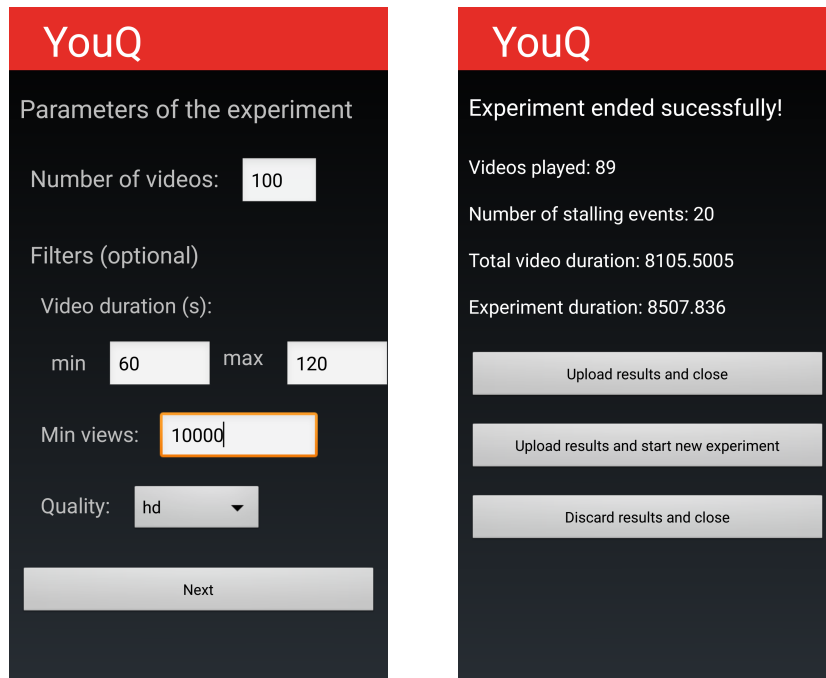 YouQ
Parameters of the experiment
Number of videos: 100
Filters (optional)
Video duration (s):
min 60 max 120
Min views: 10000
Quality: hd
Next
YouQ
Experiment ended sucessfully!
Videos played: 89
Number of stalling events: 20
Total video duration: 8105.5005
Experiment duration: 8507.836
Upload results and close
Upload results and start new experiment
Discard results and close